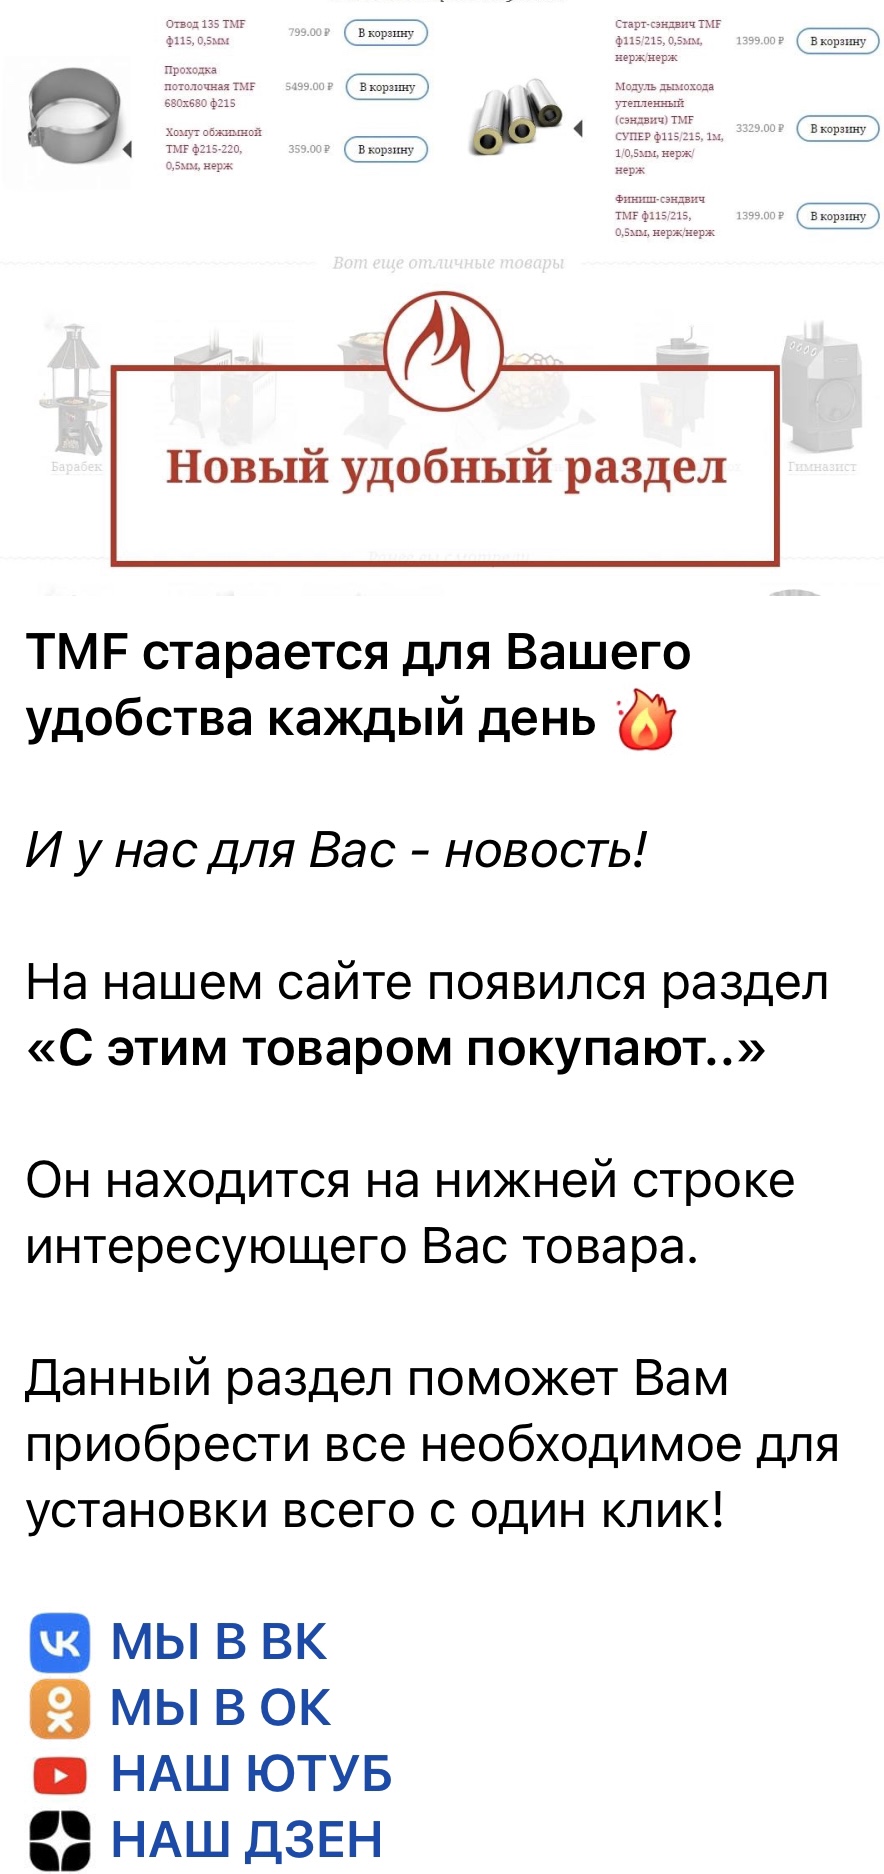 Отвод 135 TMF
ф115, 0,5мм
799.00 ₽
В корзину
Проходка
потолочная TMF
680х680 ф215
5499.00 ₽
В корзину
Хомут обжимной
TMF ф215-220,
0,5мм, нерж
359.00 ₽
В корзину
Старт-сэндвич TMF
ф115/215, 0,5мм,
нерж/нерж
1399.00 ₽
В корзину
Модуль дымохода
утепленный
(сэндвич) TMF
СУПЕР ф115/215, 1м,
1/0,5мм, нерж/
нерж
3329.00 ₽
В корзину
Финиш-сэндвич
TMF ф115/215,
0,5мм, нерж/нерж
1399.00 ₽
В корзину
Вот еще отличные товары
Барабек
Гимназист
Новый удобный раздел
TMF старается для Вашего
удобства каждый день 🔥
И у нас для Вас - новость!
На нашем сайте появился раздел
«С этим товаром покупают..»
Он находится на нижней строке
интересующего Вас товара.
Данный раздел поможет Вам
приобрести все необходимое для
установки всего с один клик!
МЫ В ВК
МЫ В ОК
НАШ ЮТУБ
НАШ ДЗЕН